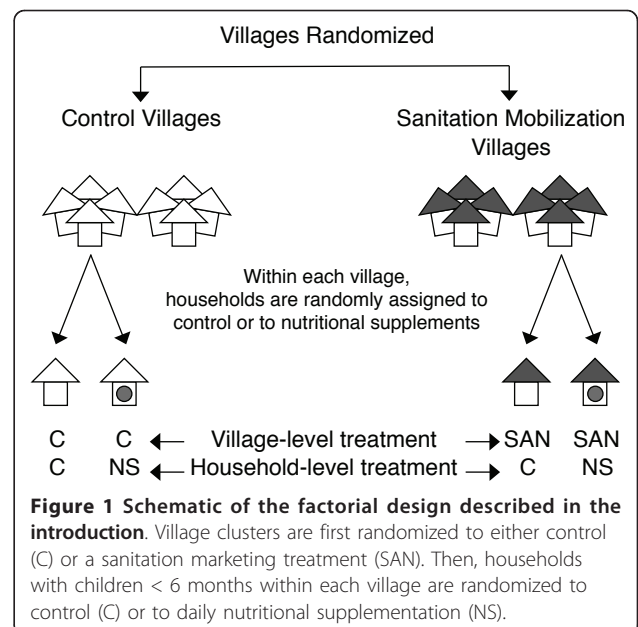 Villages Randomized
Control Villages
Sanitation Mobilization
Villages
Within each village,
households are randomly assigned to
control or to nutritional supplements
C C Village-level treatment SAN SAN
C NS Household-level treatment C NS
Figure 1 Schematic of the factorial design described in the
introduction. Village clusters are first randomized to either control
(C) or a sanitation marketing treatment (SAN). Then, households
with children < 6 months within each village are randomized to
control (C) or to daily nutritional supplementation (NS).